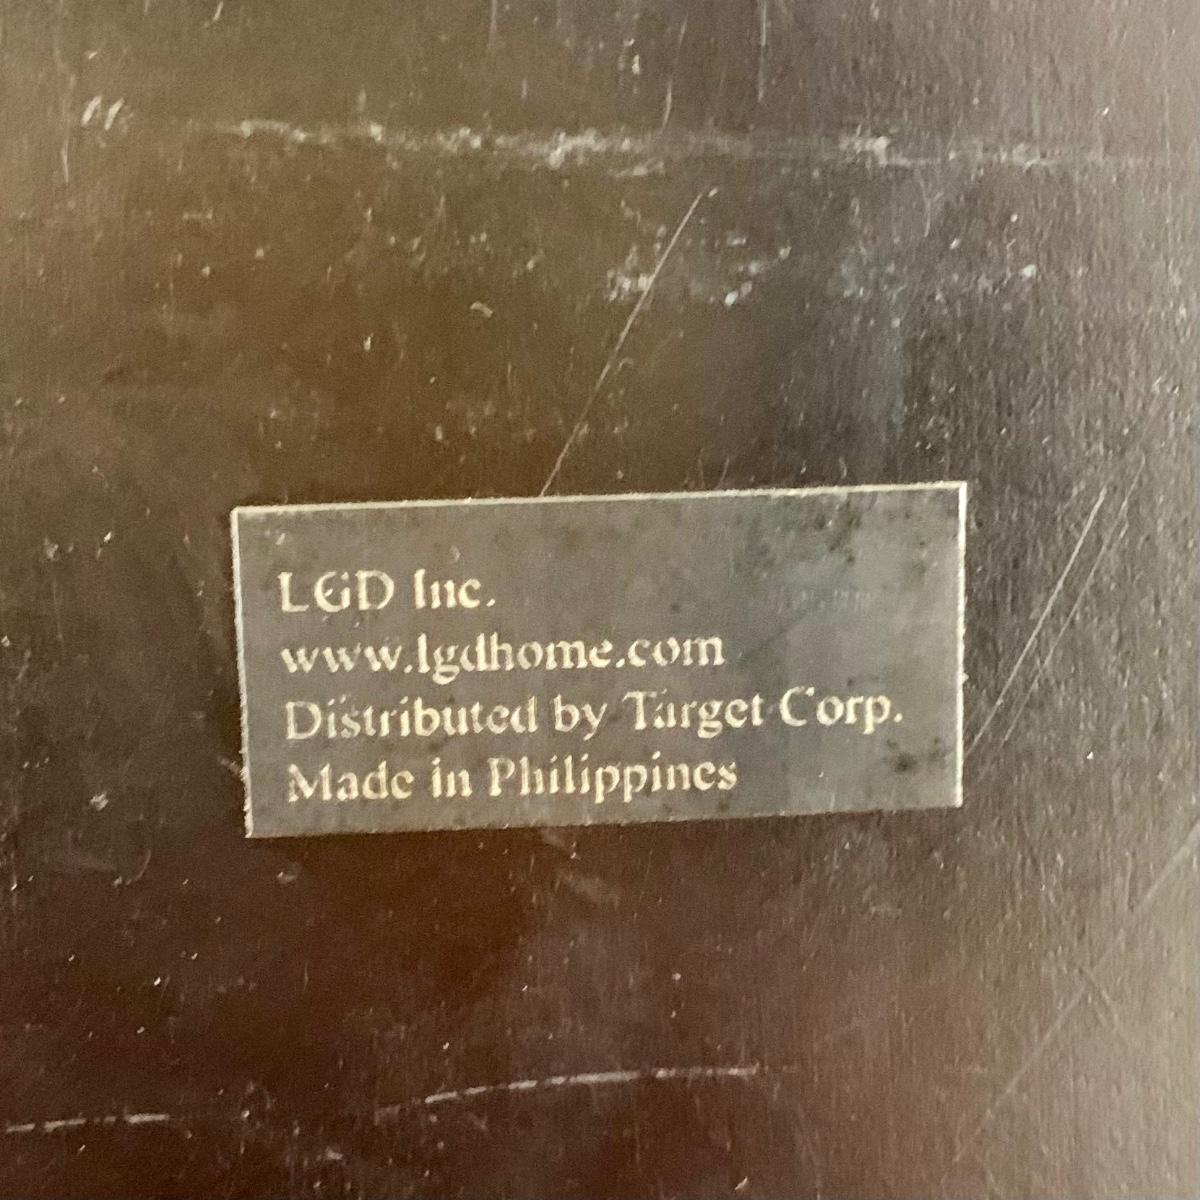 LGD Inc.
www.lgdhome.com
Distributed by Target Corp.
Made in Philippines